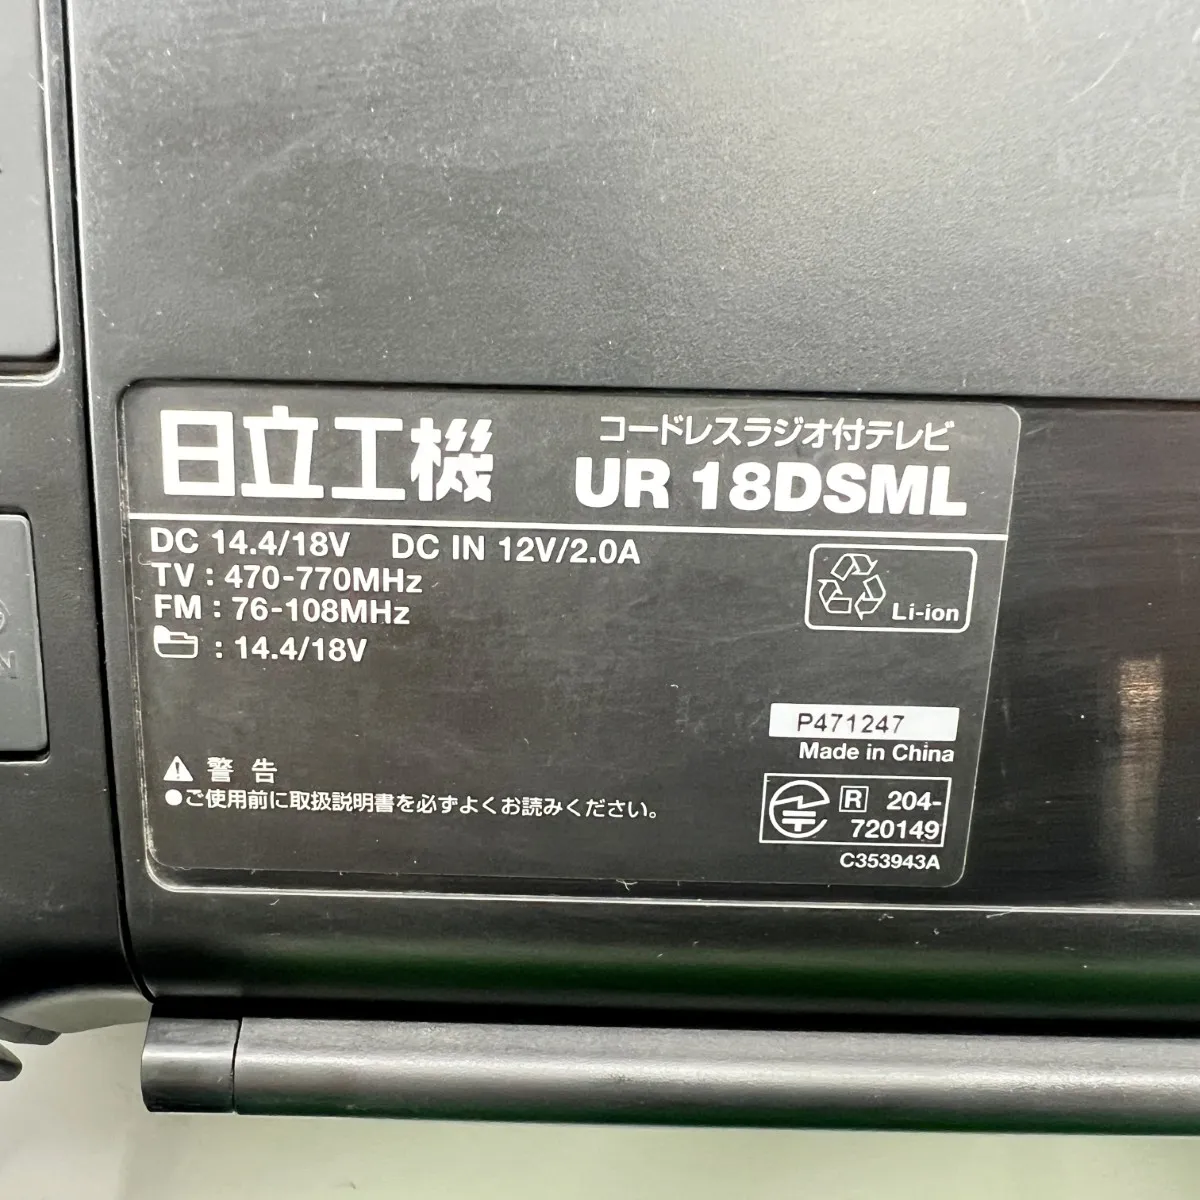 日立工機
コードレスラジオ付テレビ
UR 18DSML
DC 14.4/18V DC IN 12V/2.0A
TV : 470-770MHz
FM : 76-108MHz
: 14.4/18V
Li-ion
P471247
Made in China
警告
●ご使用前に取扱説明書を必ずよくお読みください。
R 204-
720149
C353943A